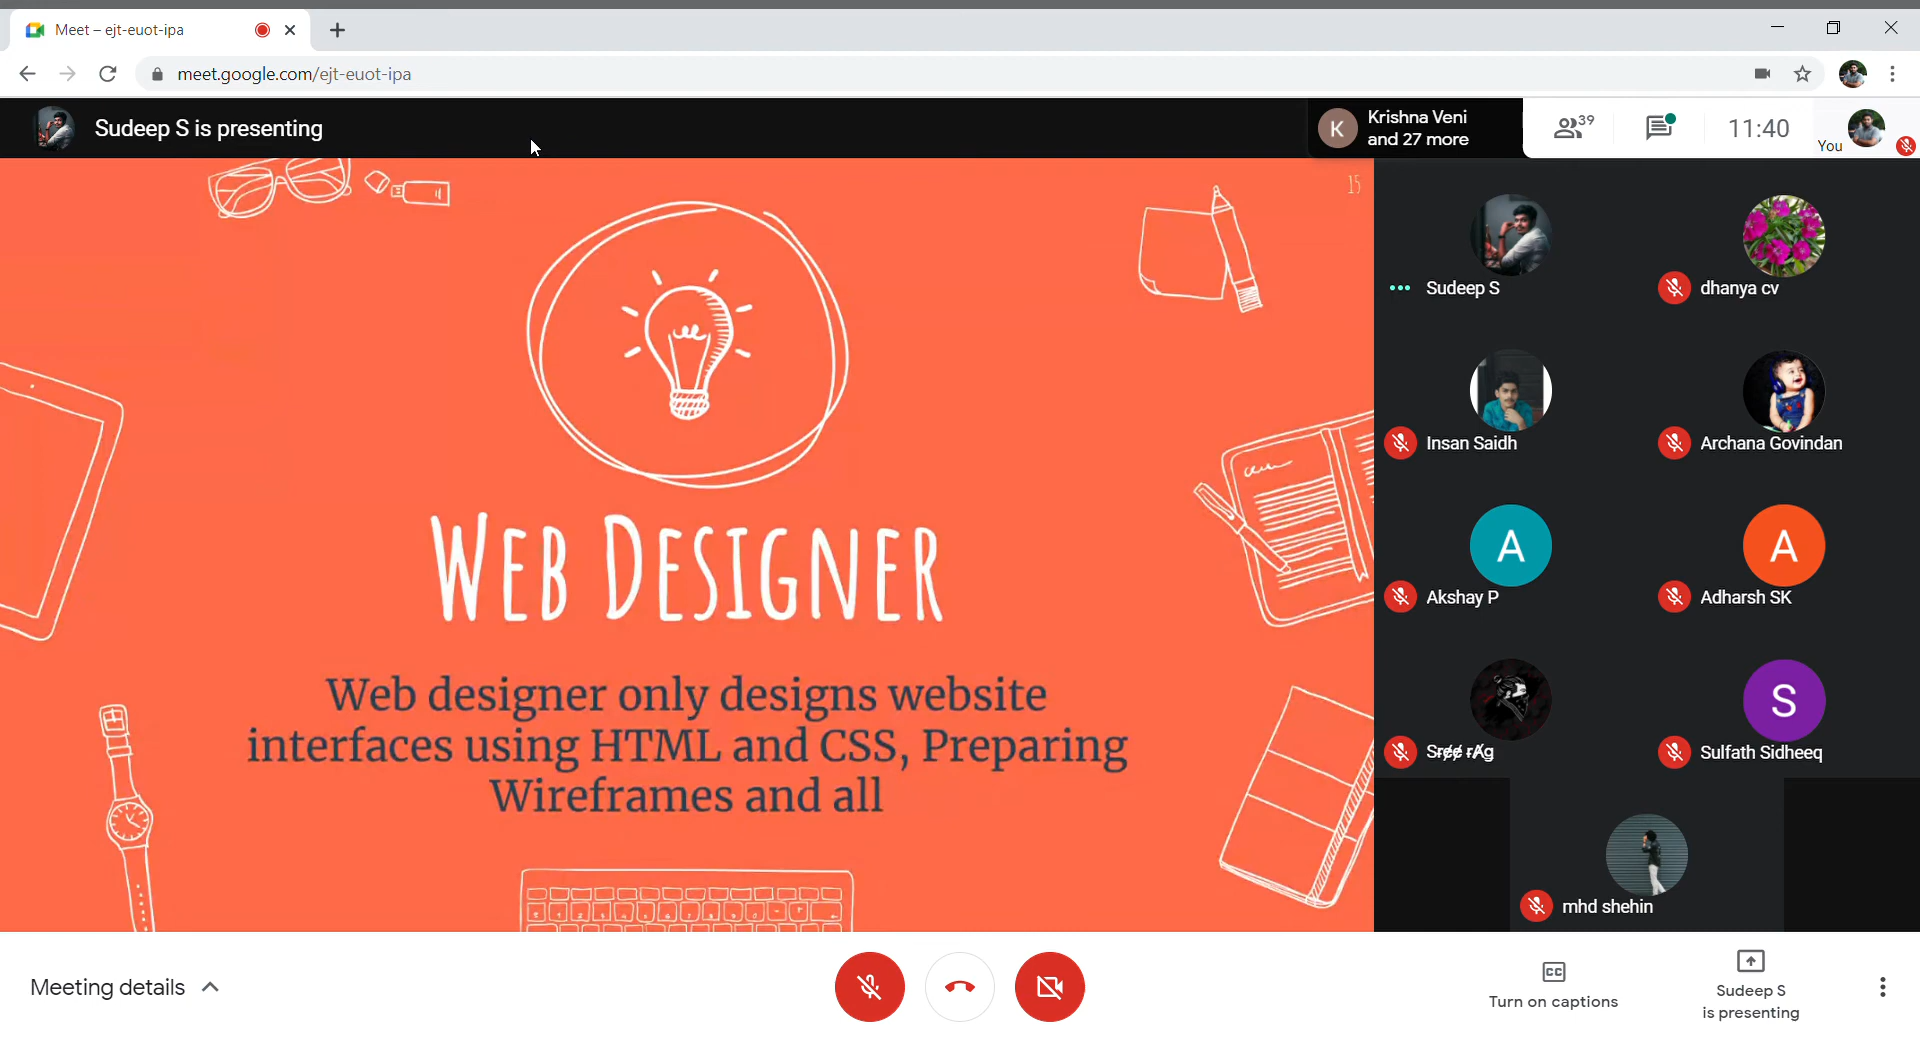 Meet – ejt-euot-ipa
meet.google.com/ejt-euot-ipa
Sudeep S is presenting
K
Krishna Veni
and 27 more
39
11:40
You
15
Sudeep S
dhanya cv
Insan Saidh
Archana Govindan
A
Akshay P
A
Adharsh SK
Sɍɇɇ ɍȺg
S
Sulfath Sidheeq
mhd shehin
WEB DESIGNER
Web designer only designs website
interfaces using HTML and CSS, Preparing
Wireframes and all
Meeting details
CC
Turn on captions
Sudeep S
is presenting